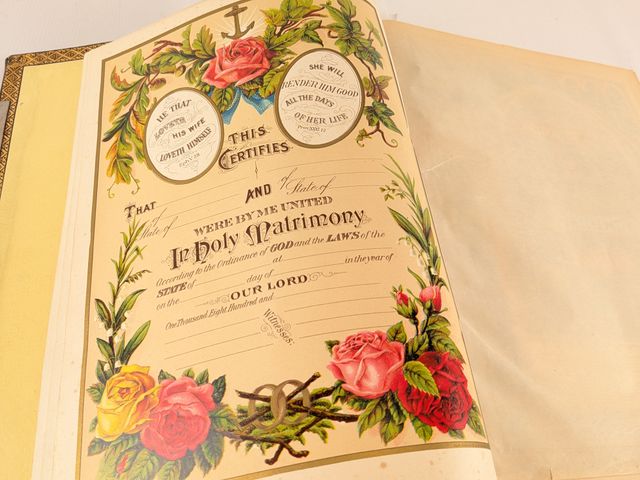 HE THAT
LOVETH
HIS WIFE
LOVETH HIMSELF
SHE WILL
RENDER HIM GOOD
ALL THE DAYS
OF HER LIFE
Prov. XXXI. 12
THIS
CERTIFIES
THAT of
State of
AND of
State of
WERE BY ME UNITED
IN Holy Matrimony
According to the Ordinance of GOD and the LAWS of the
STATE of at in the year of
on the day of
OUR LORD
One Thousand Eight Hundred and
Witnesses: